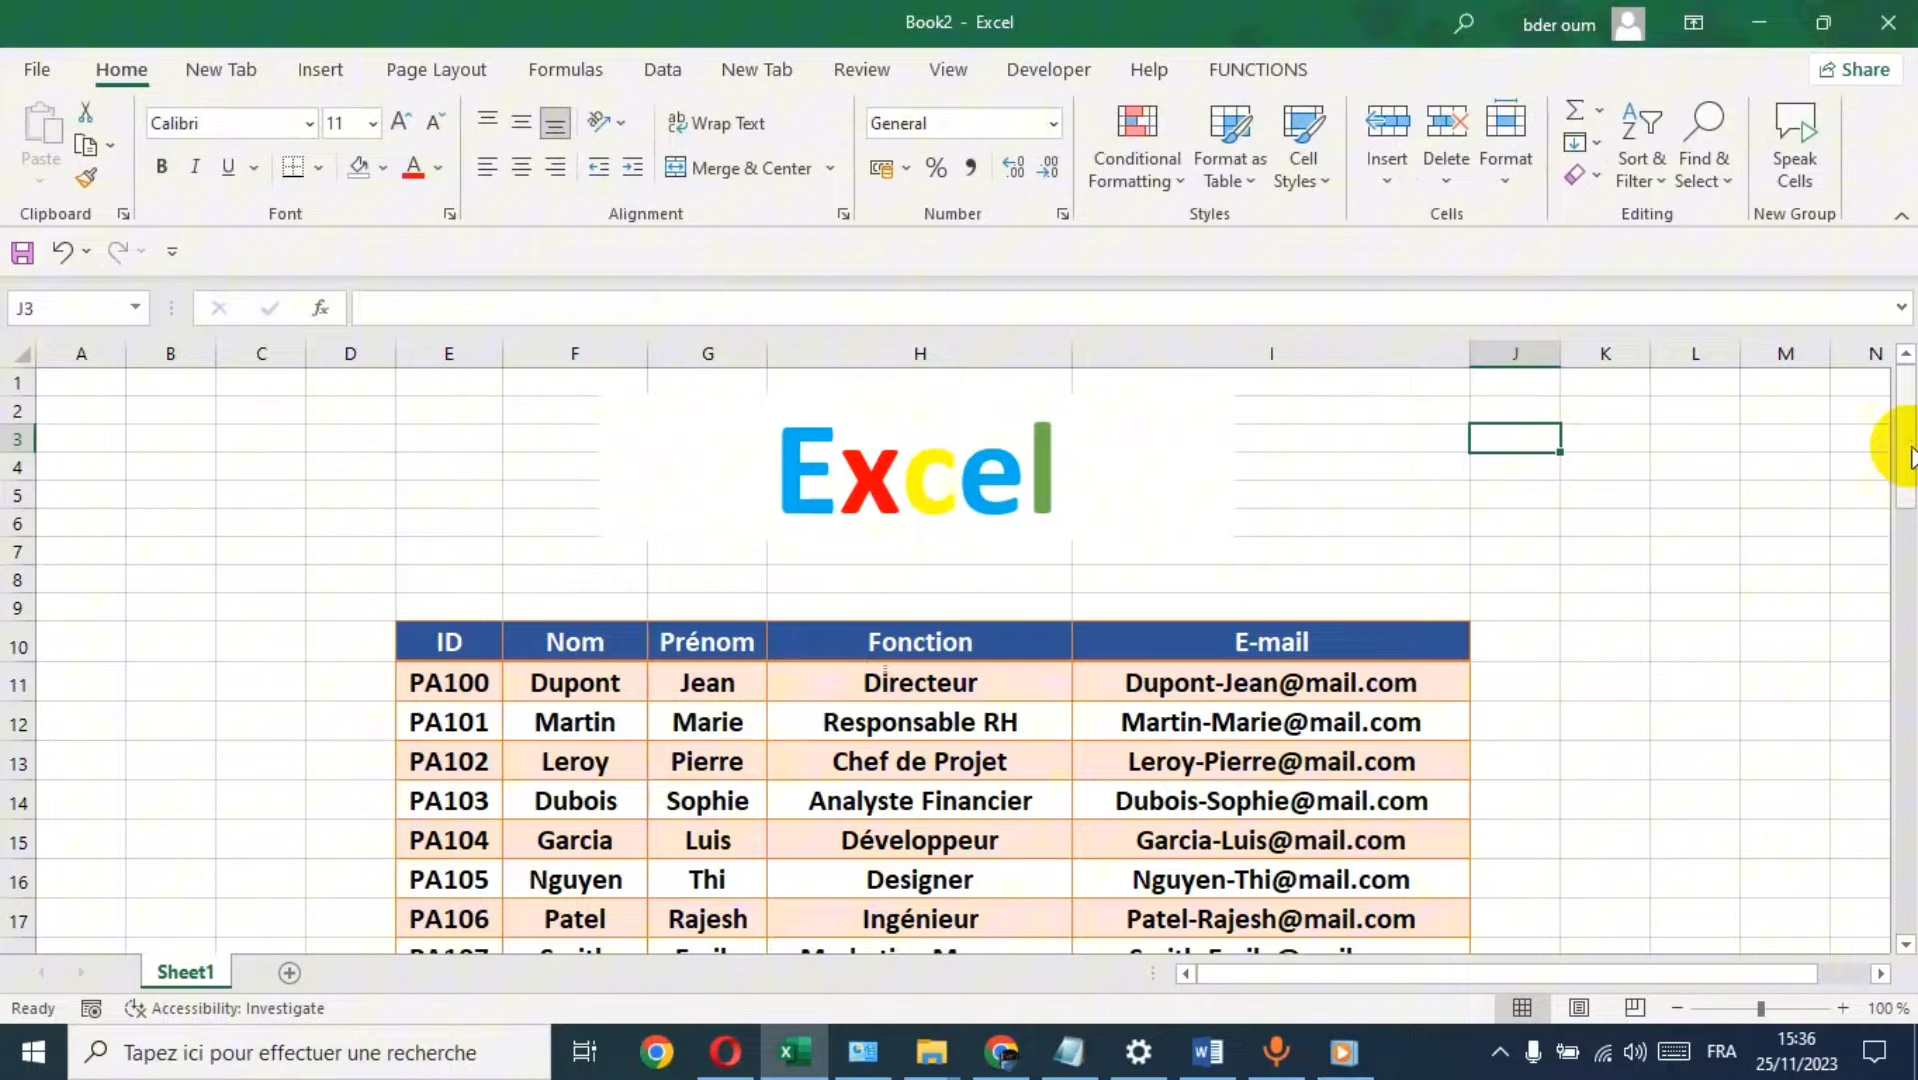 Book2 - Excel
bder oum
File Home New Tab Insert Page Layout Formulas Data New Tab Review View Developer Help FUNCTIONS Share
Paste
Clipboard
Calibri 11
B I U
Font
ab Wrap Text
Merge & Center
Alignment
General
Number
Conditional Formatting
Format as Table
Cell Styles
Styles
Insert Delete Format
Cells
Sort & Filter
Find & Select
Editing
Speak Cells
New Group
J3 fx
A B C D E F G H I J K L M N
1
2
3
4
5
6
7
8
9
Excel
10 ID Nom Prénom Fonction E-mail
11 PA100 Dupont Jean Directeur Dupont-Jean@mail.com
12 PA101 Martin Marie Responsable RH Martin-Marie@mail.com
13 PA102 Leroy Pierre Chef de Projet Leroy-Pierre@mail.com
14 PA103 Dubois Sophie Analyste Financier Dubois-Sophie@mail.com
15 PA104 Garcia Luis Développeur Garcia-Luis@mail.com
16 PA105 Nguyen Thi Designer Nguyen-Thi@mail.com
17 PA106 Patel Rajesh Ingénieur Patel-Rajesh@mail.com
Sheet1
Ready Accessibility: Investigate 100 %
Tapez ici pour effectuer une recherche
FRA
15:36
25/11/2023